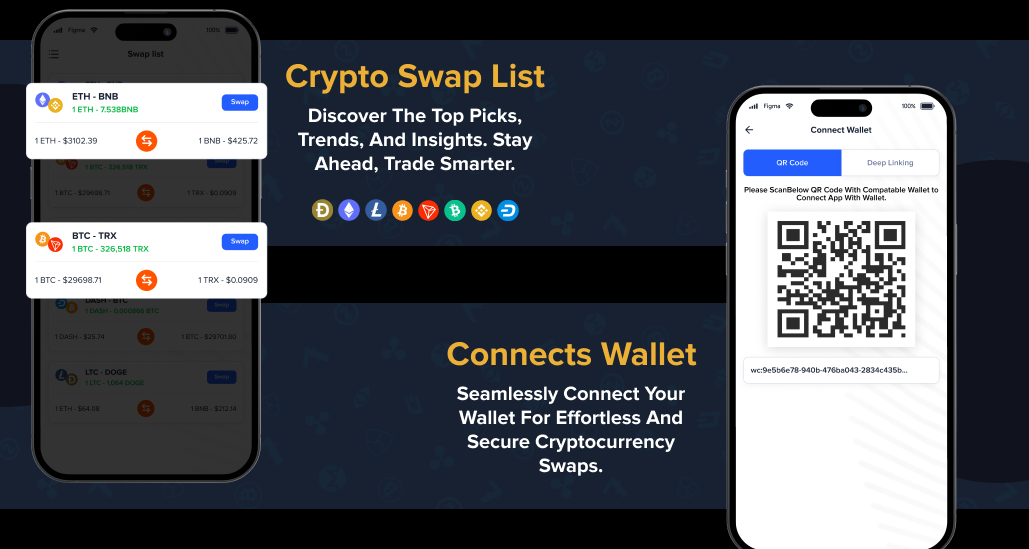 Figma
100%
Swap list
ETH - BNB
1 ETH - 7.538BNB
Swap
1 ETH - $3102.39
1 BNB - $425.72
1 BTC - $29698.71
1 TRX - $0.0909
BTC - TRX
1 BTC - 326,518 TRX
Swap
1 BTC - $29698.71
1 TRX - $0.0909
DASH - BTC
1 DASH - 0.000866 BTC
Swap
1 DASH - $25.74
1 BTC - $29701.80
LTC - DOGE
1 LTC - 1,064 DOGE
Swap
1 ETH - $64.08
1 BNB - $212.14
Crypto Swap List
Discover The Top Picks,
Trends, And Insights. Stay
Ahead, Trade Smarter.
Connects Wallet
Seamlessly Connect Your
Wallet For Effortless And
Secure Cryptocurrency
Swaps.
Figma
100%
Connect Wallet
QR Code
Deep Linking
Please ScanBelow QR Code With Compatable Wallet to
Connect App With Wallet.
wc:9e5b6e78-940b-476ba043-2834c435b...